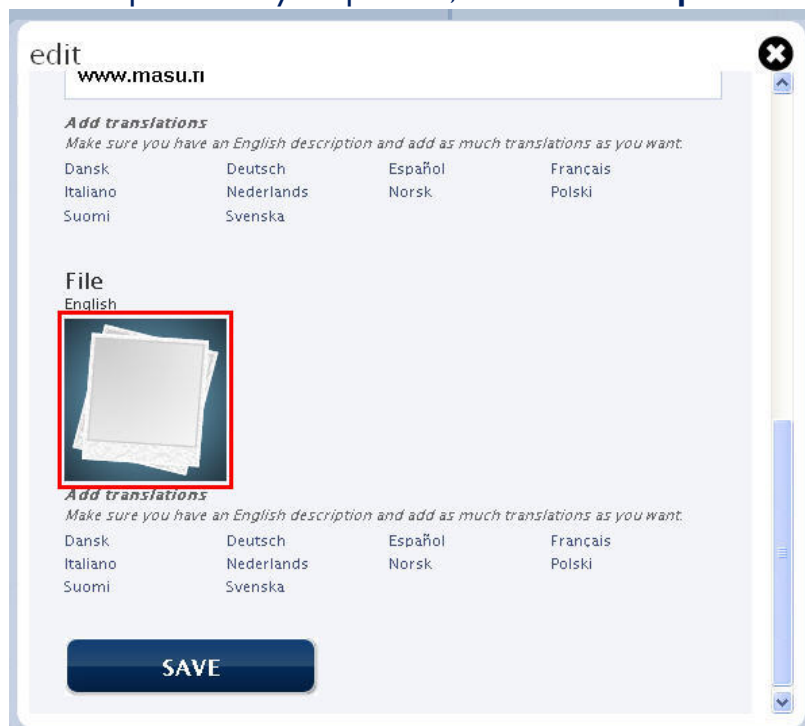 edit
www.masu.fi
Add translations
Make sure you have an English description and add as much translations as you want.
Dansk Deutsch Español Français
Italiano Nederlands Norsk Polski
Suomi Svenska
File
English
Add translations
Make sure you have an English description and add as much translations as you want.
Dansk Deutsch Español Français
Italiano Nederlands Norsk Polski
Suomi Svenska
SAVE